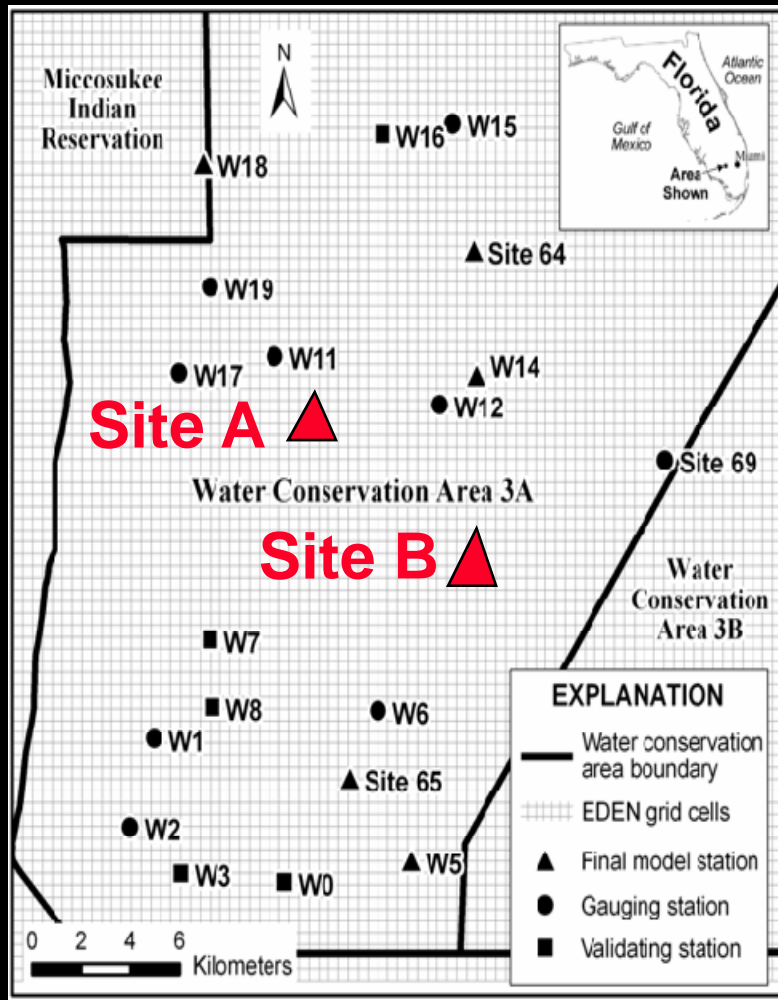 Miccosukee
Indian
Reservation
N
Florida
Atlantic
Ocean
Gulf of
Mexico
Miami
Area
Shown
W16
W15
W18
Site 64
W19
W11
W17
W14
W12
Site A
Site 69
Water Conservation Area 3A
Site B
Water
Conservation
Area 3B
W7
W8
W6
W1
Site 65
W2
W5
W3
W0
EXPLANATION
Water conservation
area boundary
EDEN grid cells
Final model station
Gauging station
Validating station
0 2 4 6
Kilometers